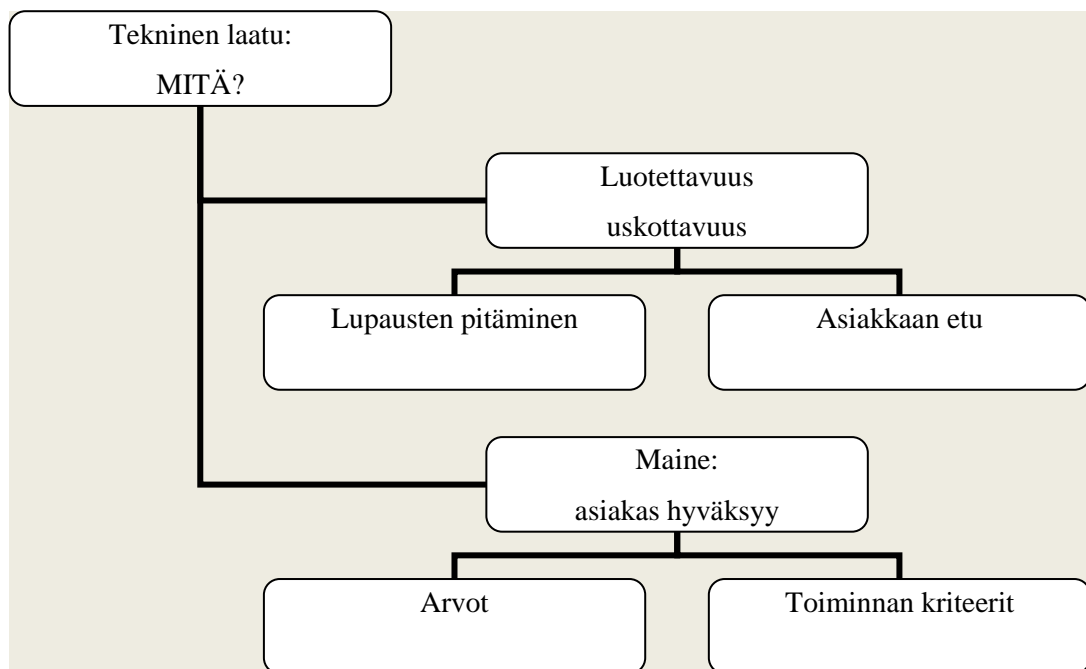 Tekninen laatu:
MITÄ?
Luotettavuus
uskottavuus
Lupausten pitäminen
Asiakkaan etu
Maine:
asiakas hyväksyy
Arvot
Toiminnan kriteerit